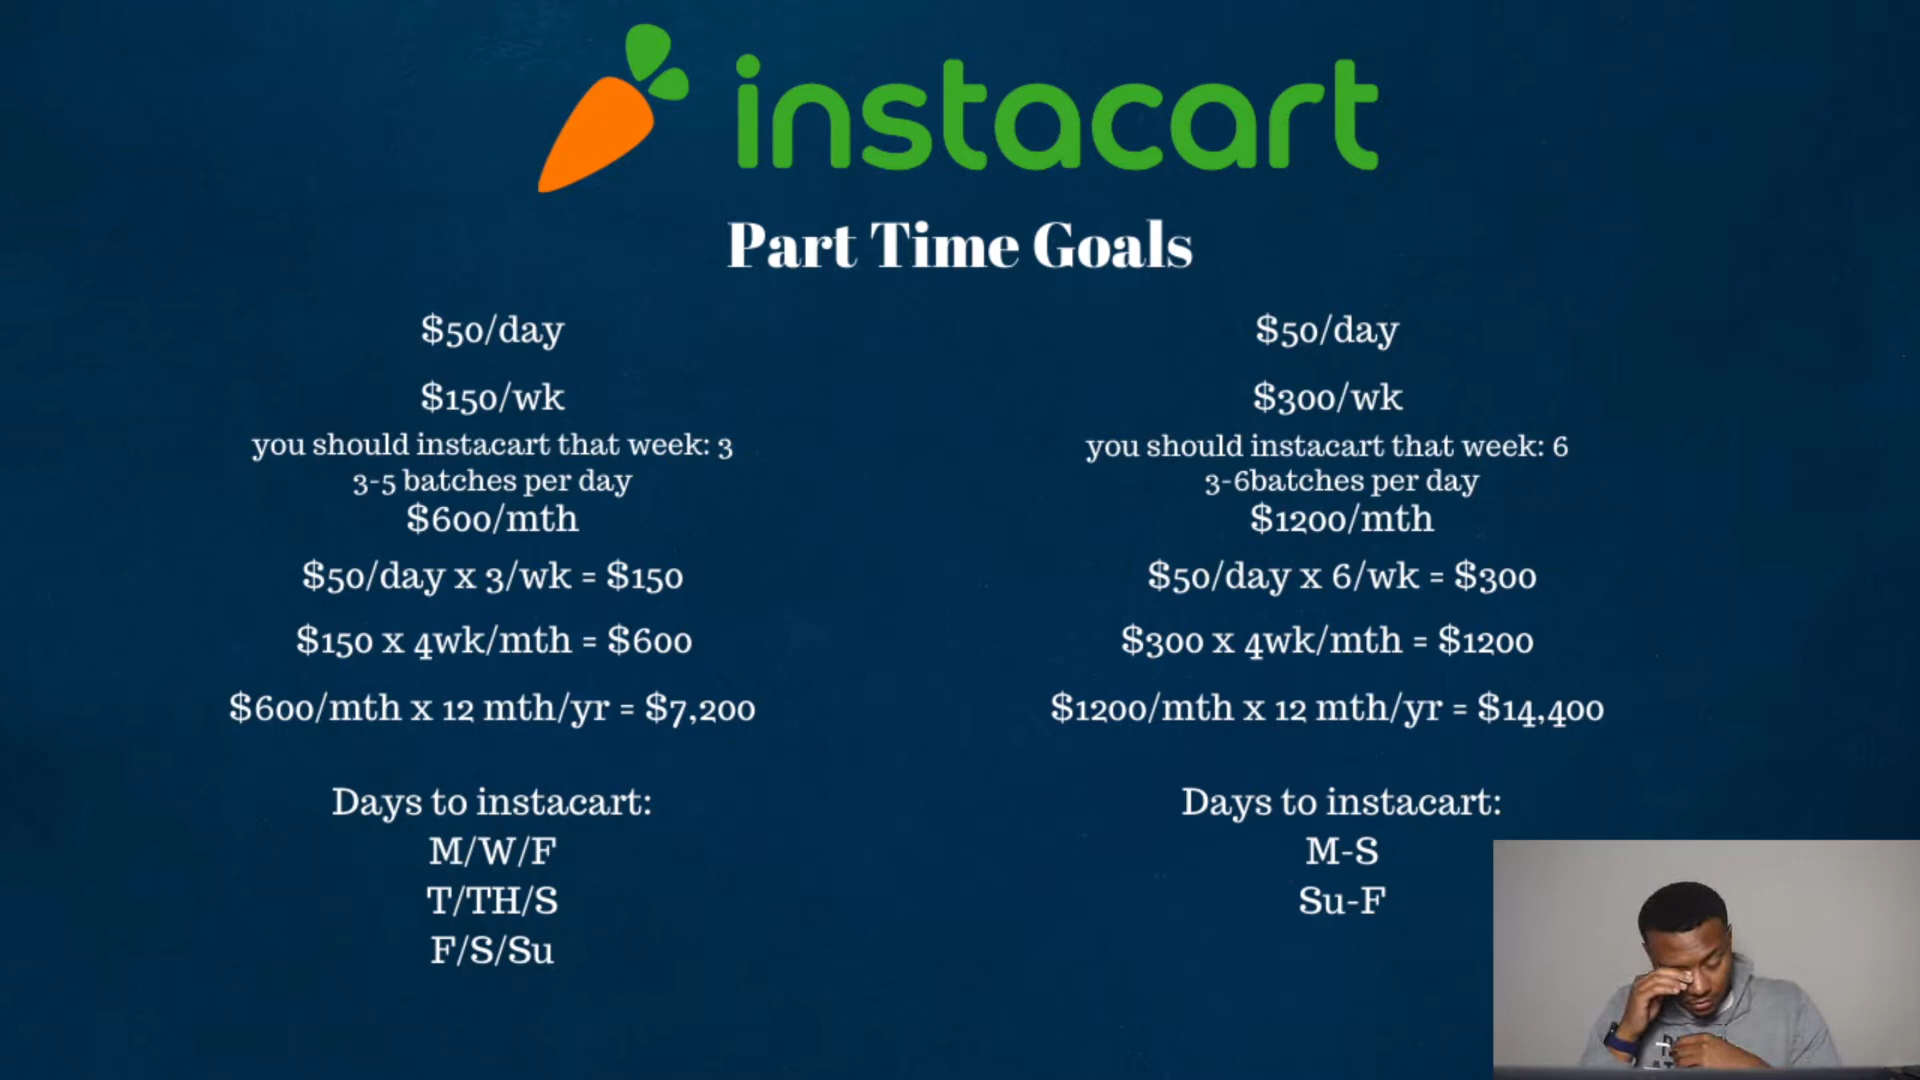 instacart
Part Time Goals
$50/day
$150/wk
you should instacart that week: 3
3-5 batches per day
$600/mth
$50/day x 3/wk = $150
$150 x 4wk/mth = $600
$600/mth x 12 mth/yr = $7,200
Days to instacart:
M/W/F
T/TH/S
F/S/Su
$50/day
$300/wk
you should instacart that week: 6
3-6batches per day
$1200/mth
$50/day x 6/wk = $300
$300 x 4wk/mth = $1200
$1200/mth x 12 mth/yr = $14,400
Days to instacart:
M-S
Su-F